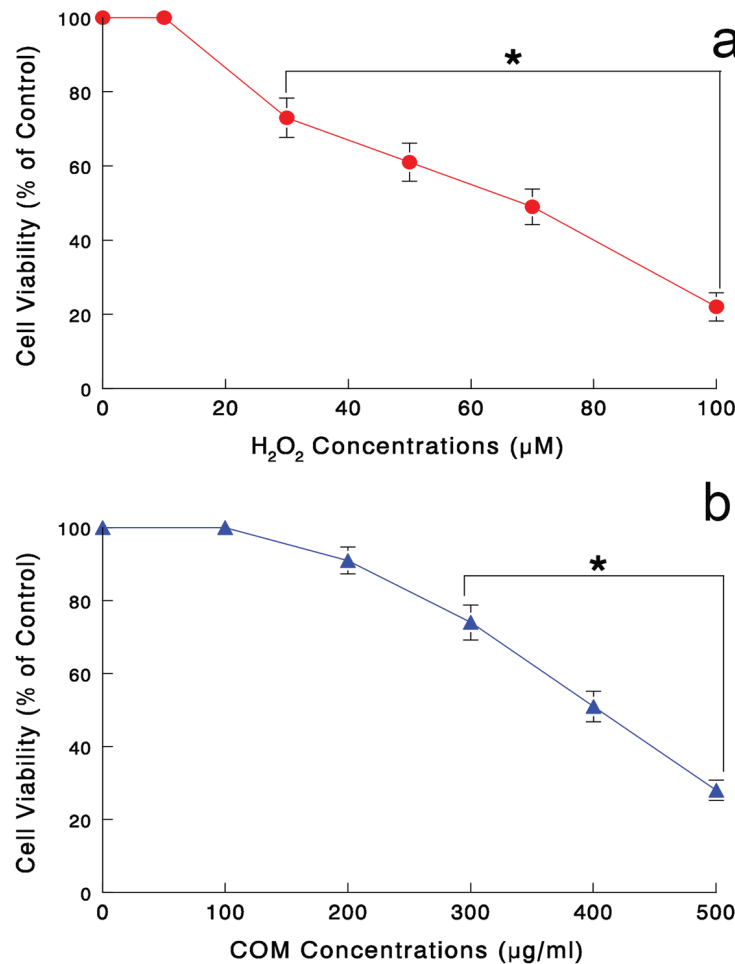 a
*
100
80
60
40
20
0
Cell Viability (% of Control)
0 20 40 60 80 100
H₂O₂ Concentrations (µM)
b
*
100
80
60
40
20
0
Cell Viability (% of Control)
0 100 200 300 400 500
COM Concentrations (µg/ml)